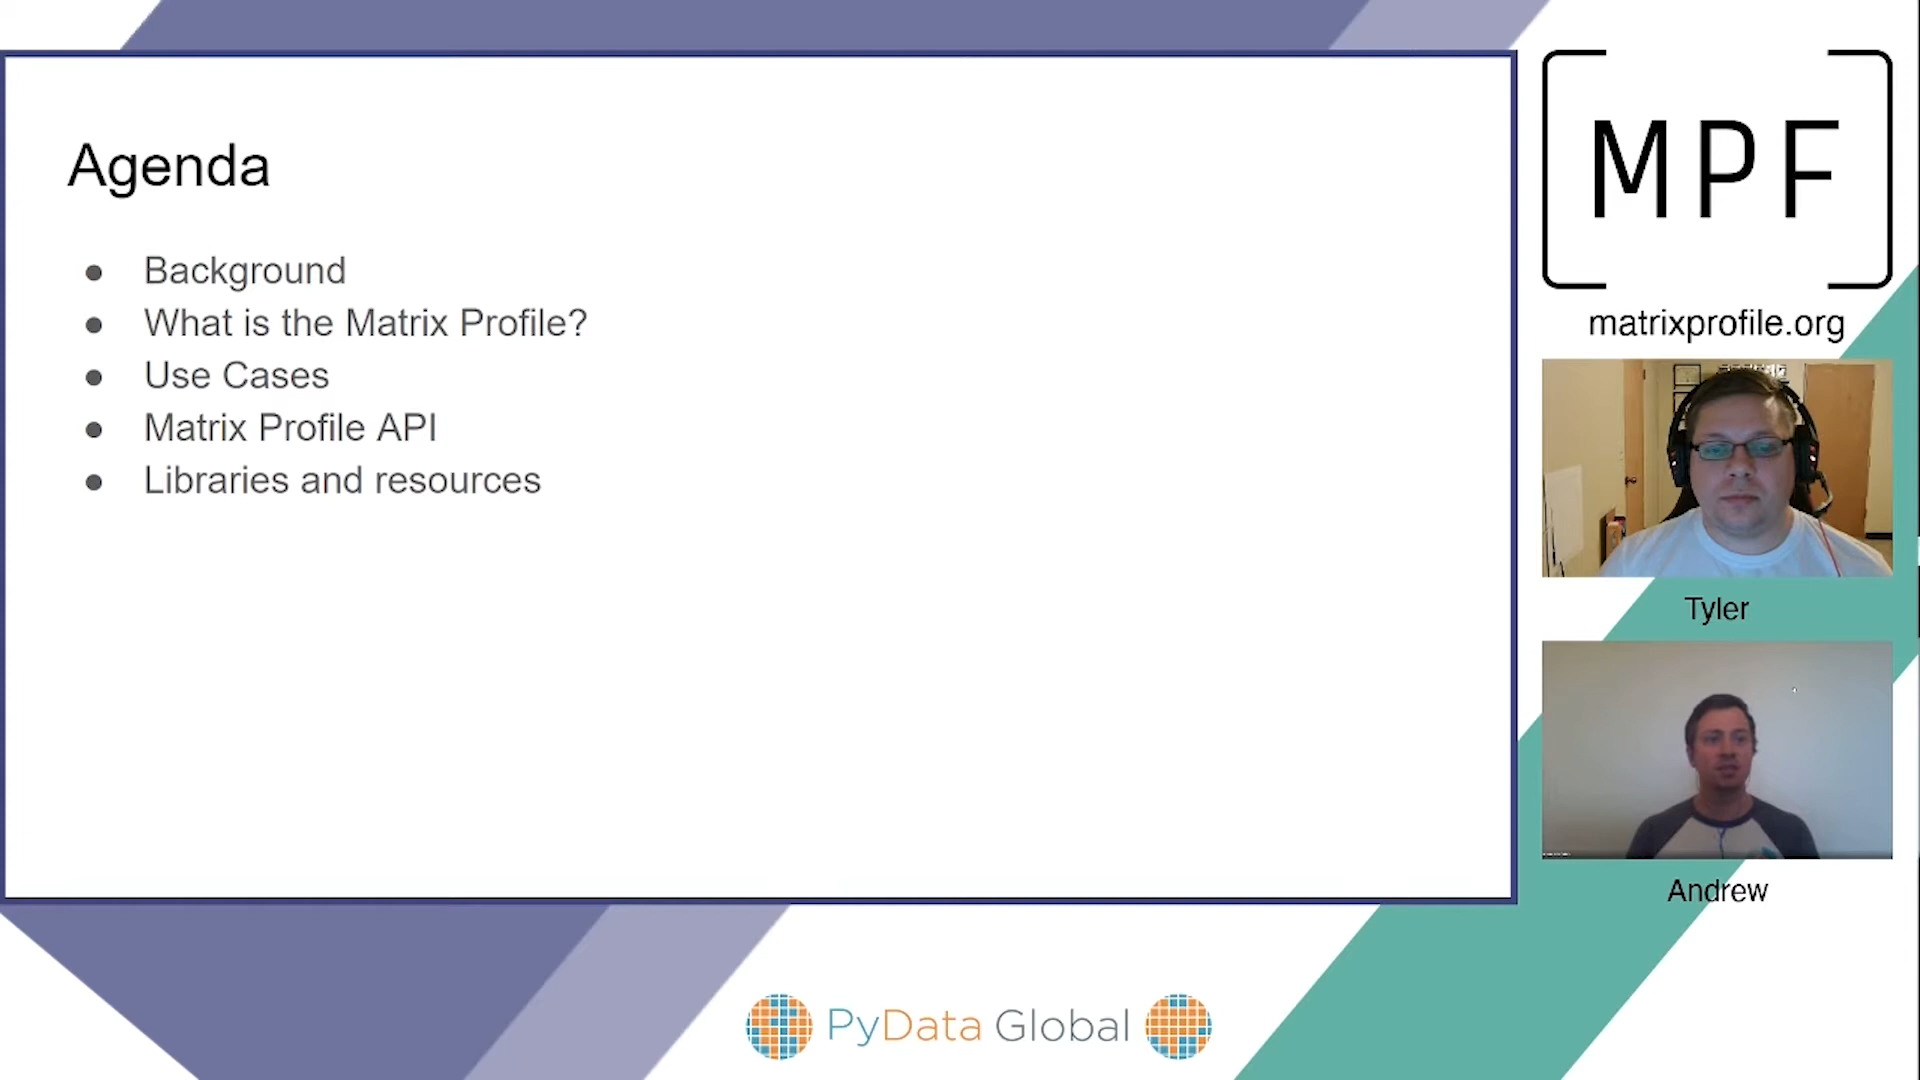 Agenda
● Background
● What is the Matrix Profile?
● Use Cases
● Matrix Profile API
● Libraries and resources
MPF
matrixprofile.org
Tyler
Andrew
PyData Global